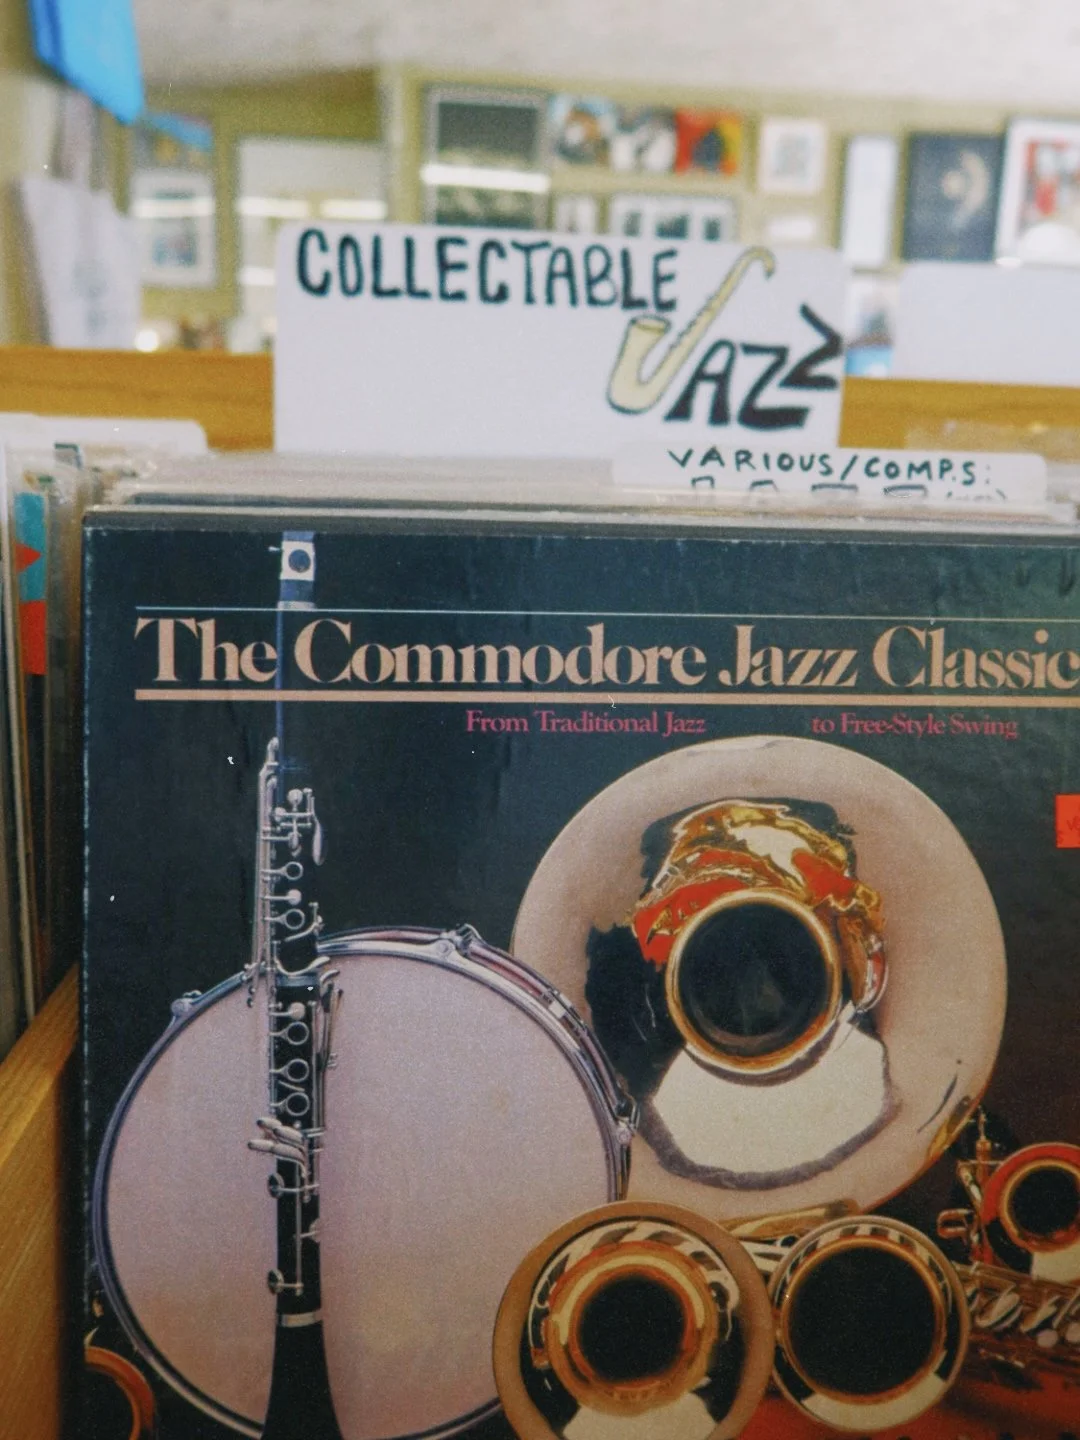 COLLECTABLE
JAZZ
VARIOUS/COMPS:
The Commodore Jazz Classic
From Traditional Jazz to Free-Style Swing